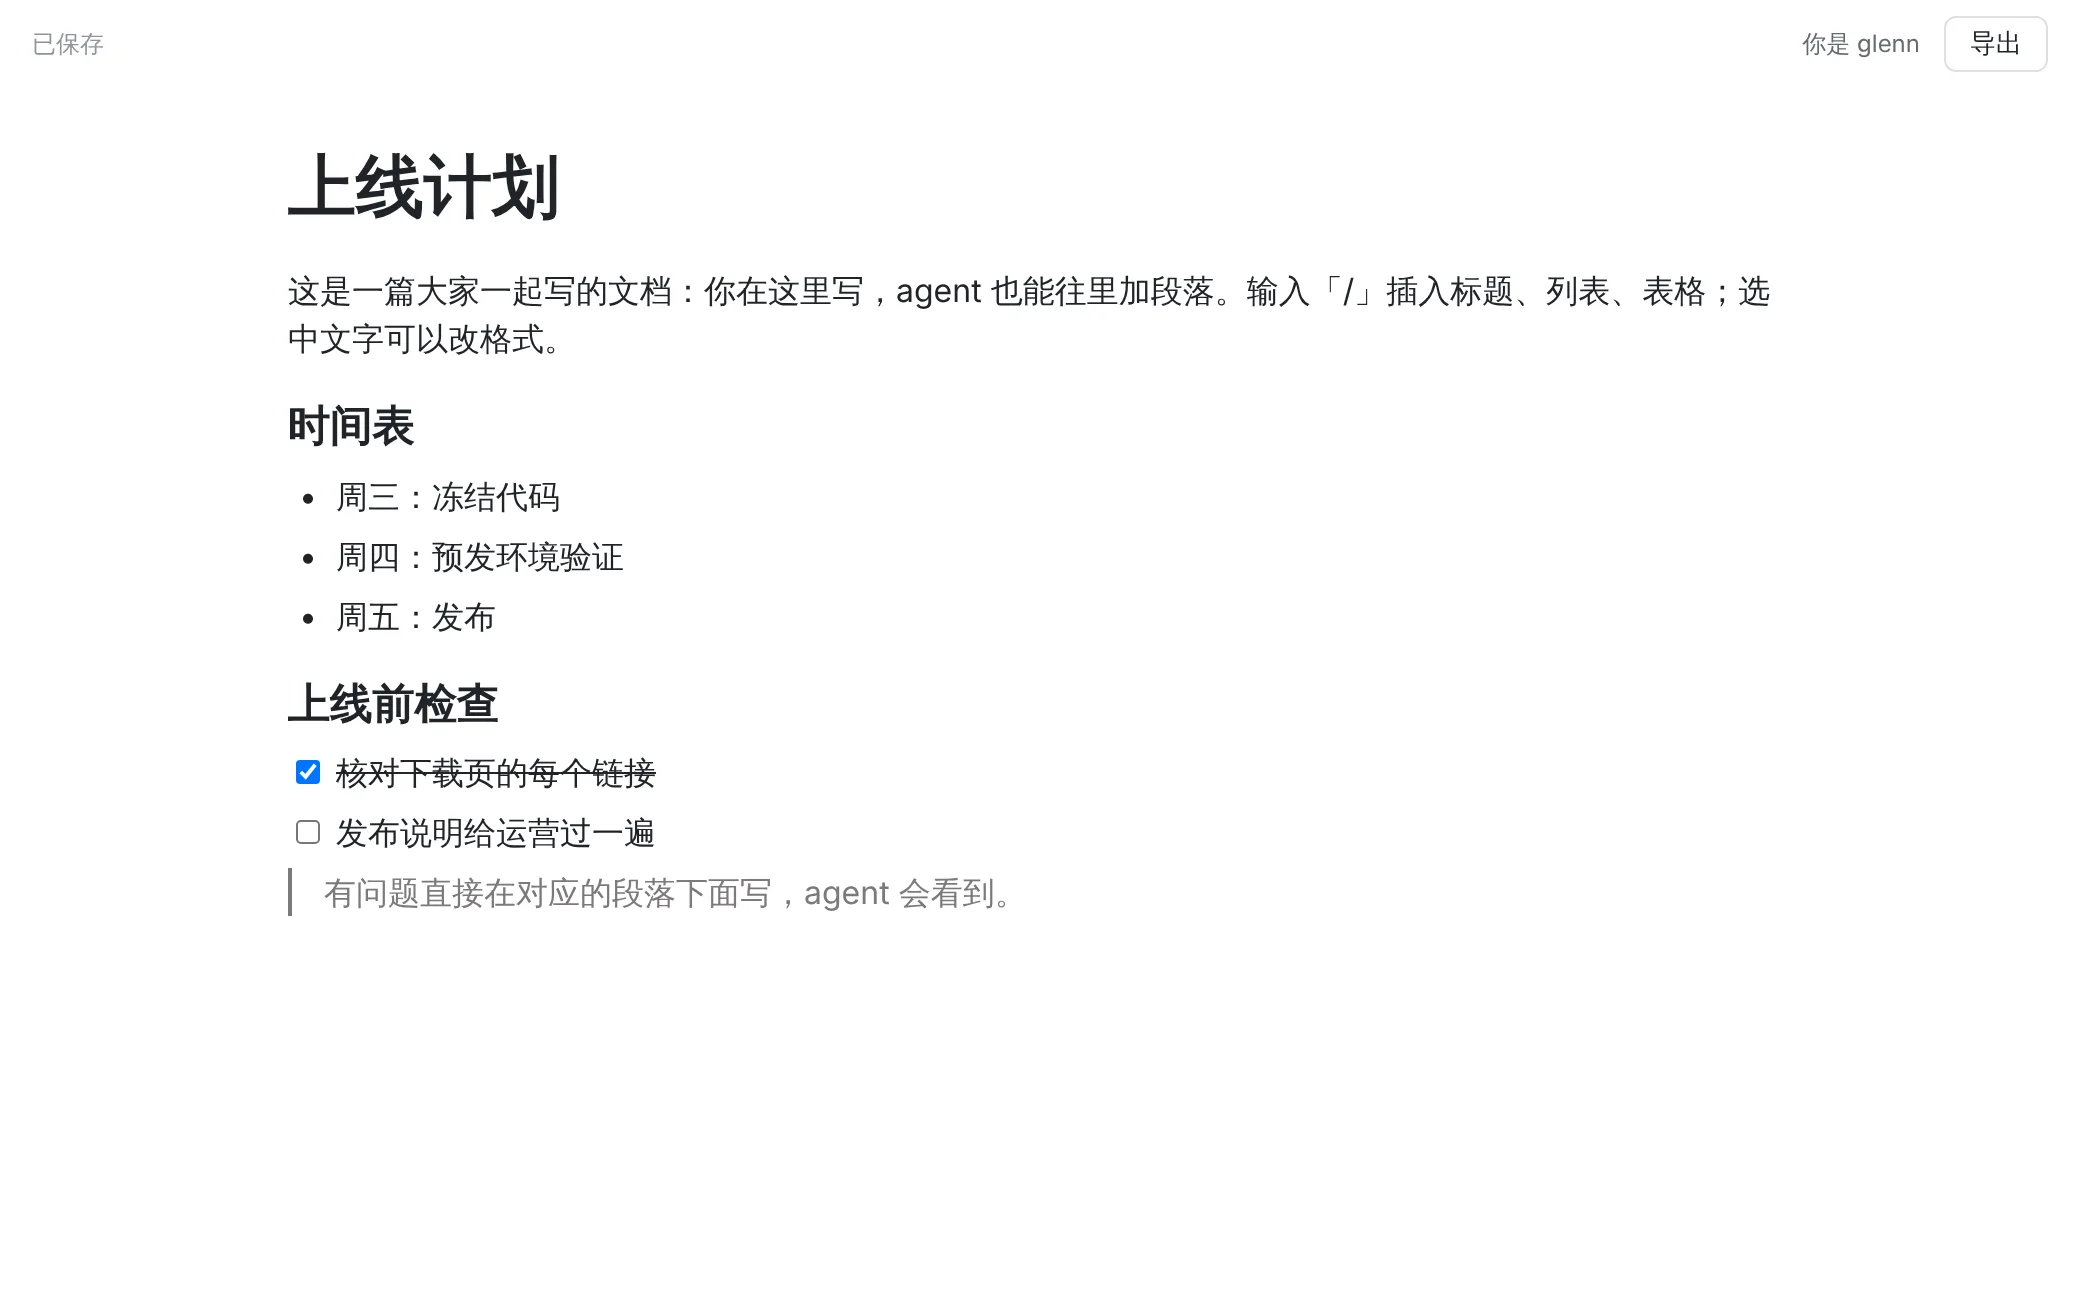 已保存
你是 glenn
导出
上线计划
这是一篇大家一起写的文档：你在这里写，agent 也能往里加段落。输入「/」插入标题、列表、表格；选
中文字可以改格式。
时间表
周三：冻结代码
周四：预发环境验证
周五：发布
上线前检查
核对下载页的每个链接
发布说明给运营过一遍
有问题直接在对应的段落下面写，agent 会看到。